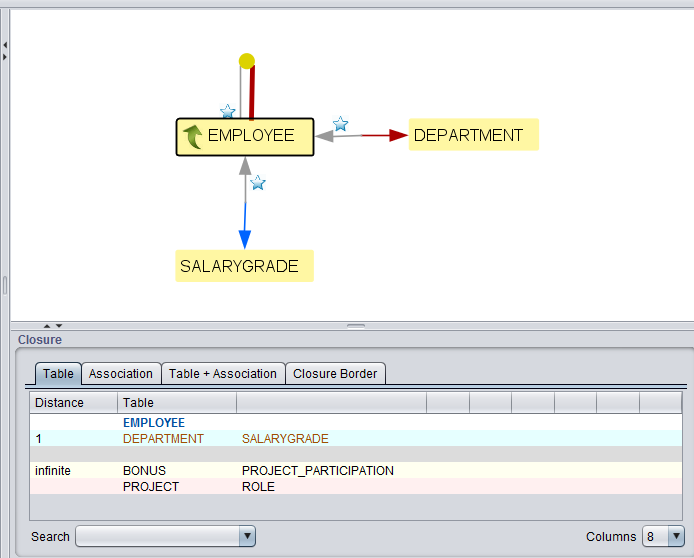 EMPLOYEE
DEPARTMENT
SALARYGRADE
Closure
Table Association Table + Association Closure Border
Distance Table
EMPLOYEE
1 DEPARTMENT SALARYGRADE
infinite BONUS PROJECT_PARTICIPATION
PROJECT ROLE
Search Columns 8